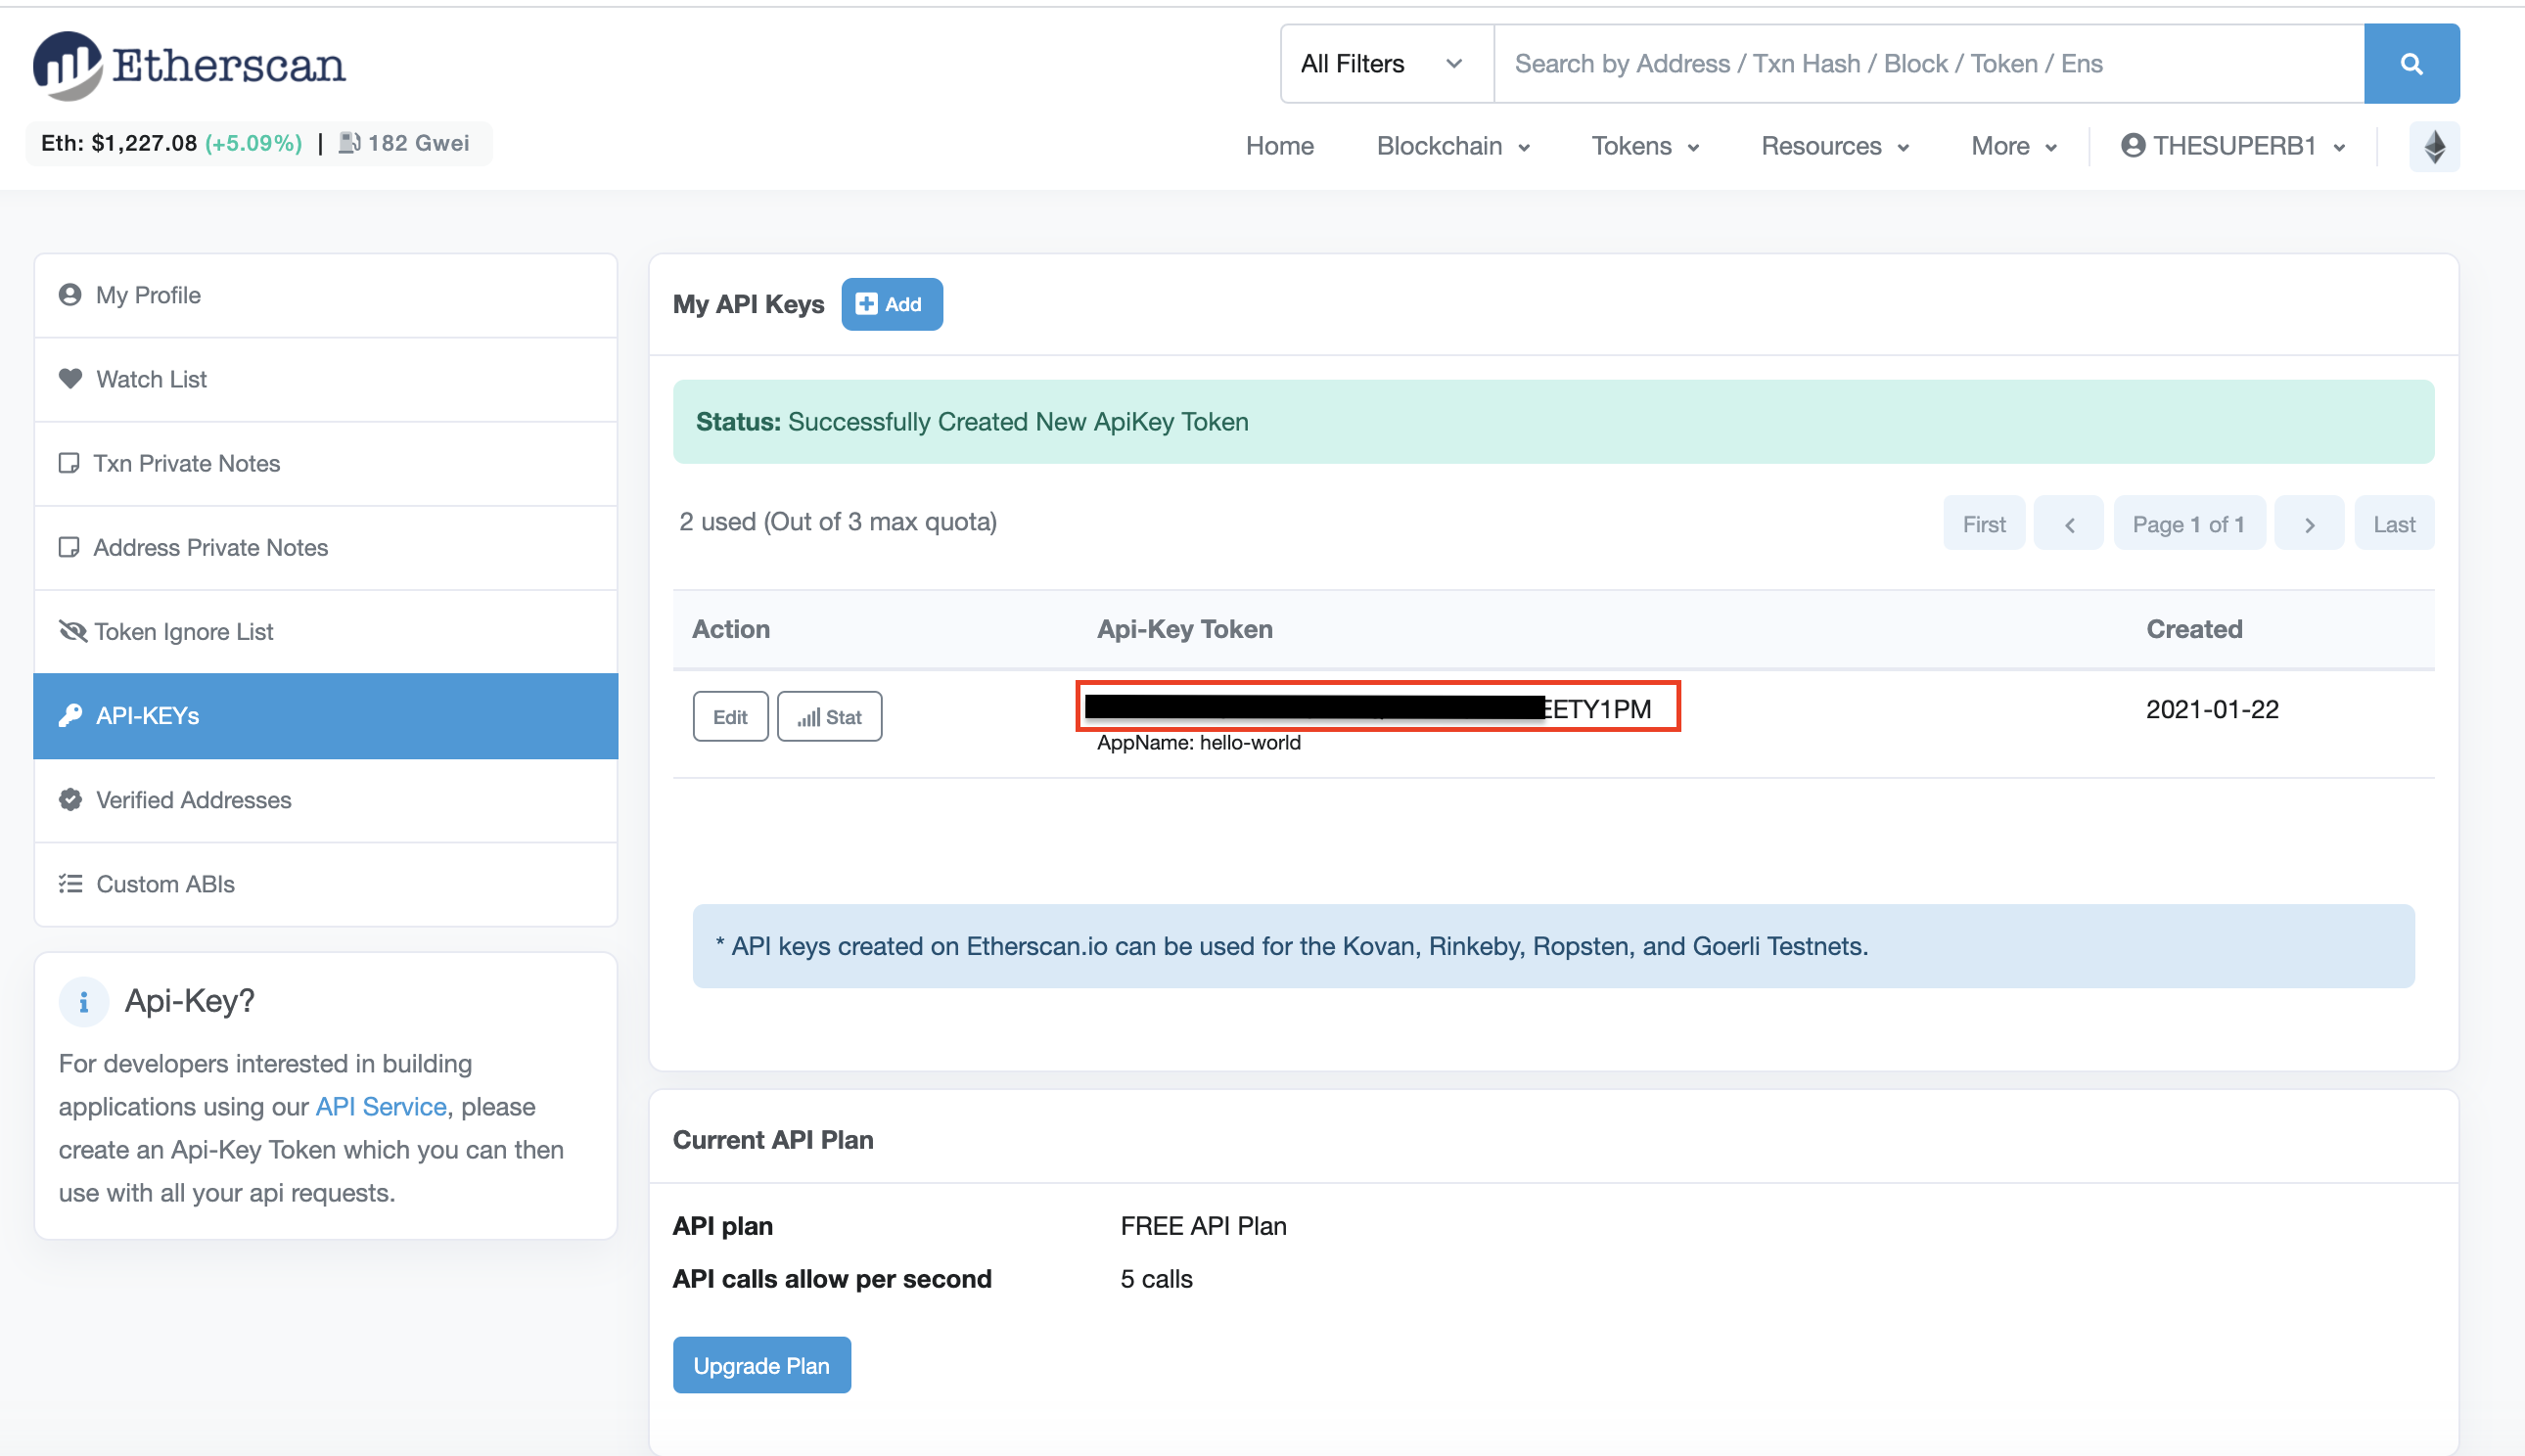 Etherscan
All Filters
Search by Address / Txn Hash / Block / Token / Ens
Eth: $1,227.08 (+5.09%) | 182 Gwei
Home Blockchain Tokens Resources More THESUPERB1
My Profile
Watch List
Txn Private Notes
Address Private Notes
Token Ignore List
API-KEYs
Verified Addresses
Custom ABIs
Api-Key?
For developers interested in building
applications using our API Service, please
create an Api-Key Token which you can then
use with all your api requests.
My API Keys Add
Status: Successfully Created New ApiKey Token
2 used (Out of 3 max quota)
First Page 1 of 1 Last
Action Api-Key Token Created
Edit Stat EETY1PM 2021-01-22
AppName: hello-world
* API keys created on Etherscan.io can be used for the Kovan, Rinkeby, Ropsten, and Goerli Testnets.
Current API Plan
API plan FREE API Plan
API calls allow per second 5 calls
Upgrade Plan